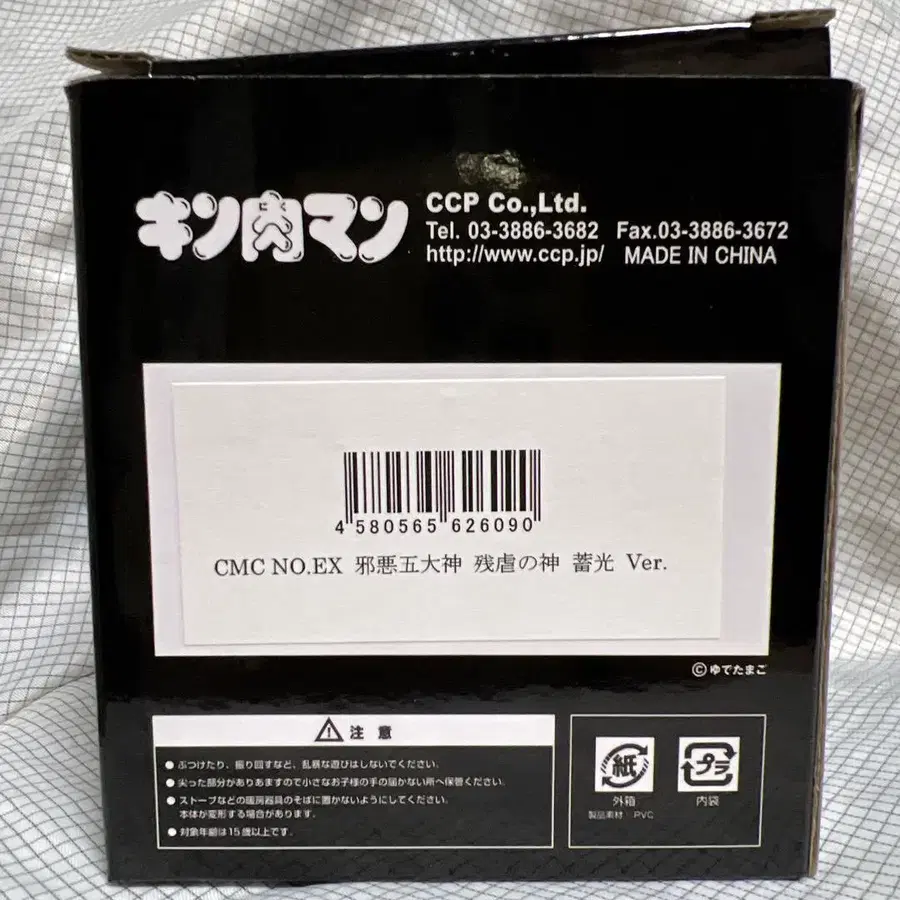 キン肉マン
CCP Co.,Ltd.
Tel. 03-3886-3682 Fax.03-3886-3672
http://www.ccp.jp/ MADE IN CHINA
4 580565 626090
CMC NO.EX 邪悪五大神 残虐の神 蓄光 Ver.
©ゆでたまご
注意
●ぶつけたり、振り回すなど、乱暴な遊びはしないでください。
●尖った部分がありあますので小さなお子様の手の届かない所へ保管ください。
●ストーブなどの暖房器具のそばに置かないようにしてください。
本体が変形する場合があります。
●対象年齢は15歳以上です。
紙
外箱
プラ
内袋
製品素材：PVC